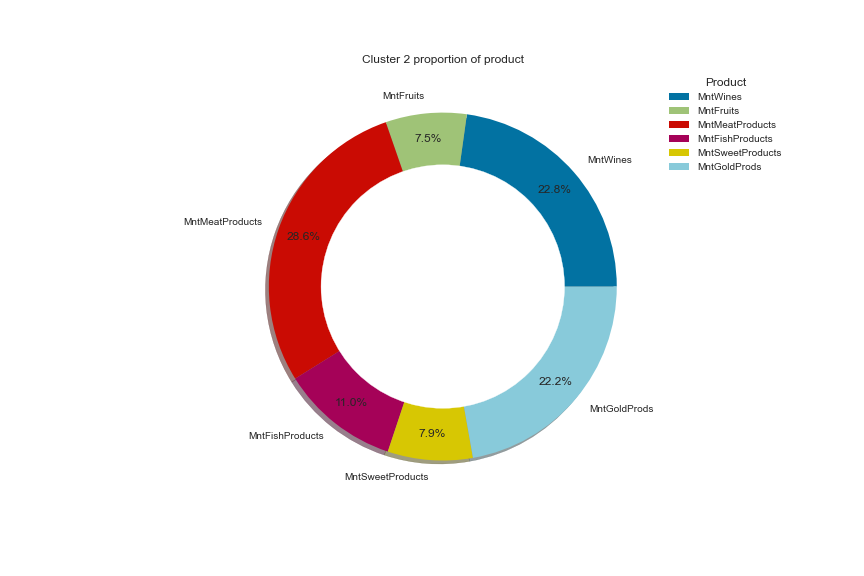 Cluster 2 proportion of product
Product
MntWines
MntFruits
MntMeatProducts
MntFishProducts
MntSweetProducts
MntGoldProds
MntFruits
7.5%
MntWines
22.8%
MntMeatProducts
28.6%
22.2%
11.0%
MntGoldProds
7.9%
MntFishProducts
MntSweetProducts